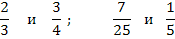 2/3 и 3/4 ; 7/25 и 1/5